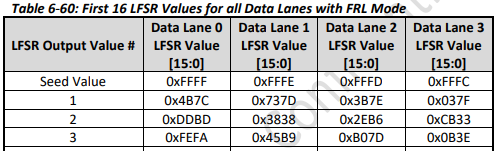 Table 6-60: First 16 LFSR Values for all Data Lanes with FRL Mode
LFSR Output Value # Data Lane 0 LFSR Value [15:0] Data Lane 1 LFSR Value [15:0] Data Lane 2 LFSR Value [15:0] Data Lane 3 LFSR Value [15:0]
Seed Value 0xFFFF 0xFFFE 0xFFFD 0xFFFC
1 0x4B7C 0x737D 0x3B7E 0x037F
2 0xDDBD 0x3838 0x2EB6 0xCB33
3 0xFEFA 0x45B9 0xB07D 0x0B3E